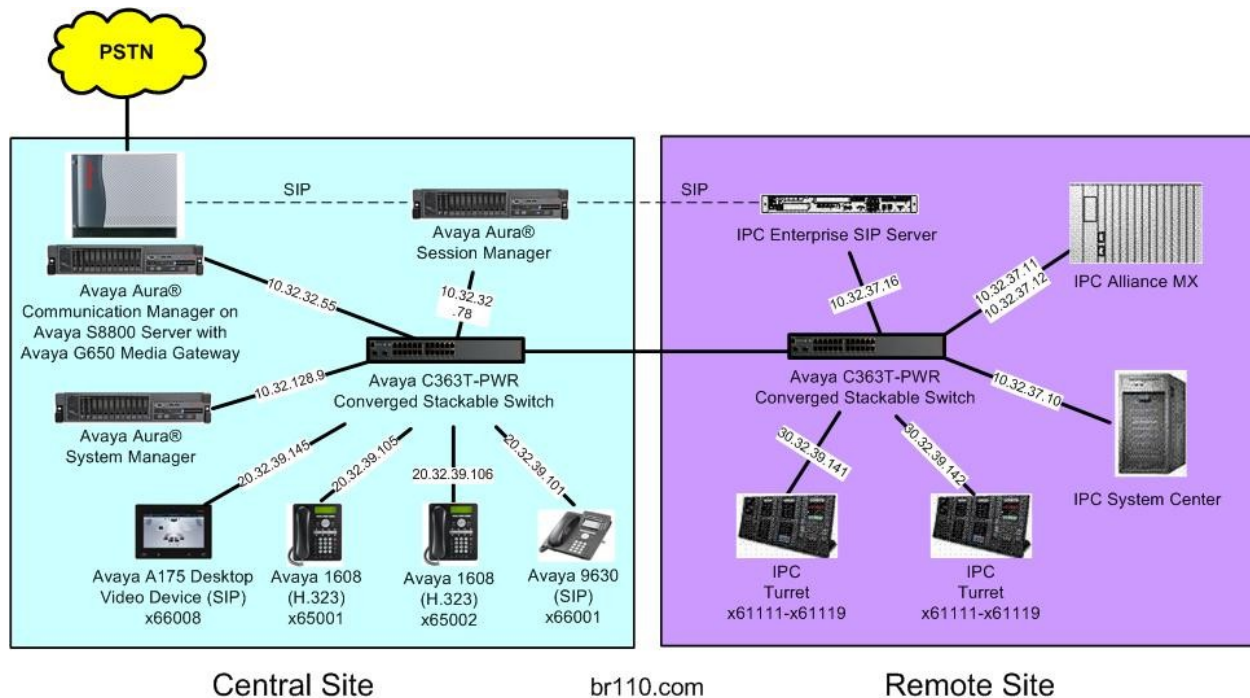 PSTN
SIP
SIP
Avaya Aura®
Session Manager
IPC Enterprise SIP Server
IPC Alliance MX
Avaya Aura®
Communication Manager on
Avaya S8800 Server with
Avaya G650 Media Gateway
10.32.32.55
10.32.32
.78
10.32.37.16
10.32.37.11
10.32.37.12
Avaya C363T-PWR
Converged Stackable Switch
Avaya C363T-PWR
Converged Stackable Switch
10.32.128.9
10.32.37.10
Avaya Aura®
System Manager
IPC System Center
20.32.39.145
20.32.39.105
20.32.39.106
20.32.39.101
30.32.39.141
30.32.39.142
Avaya A175 Desktop
Video Device (SIP)
x66008
Avaya 1608
(H.323)
x65001
Avaya 1608
(H.323)
x65002
Avaya 9630
(SIP)
x66001
IPC
Turret
x61111-x61119
IPC
Turret
x61111-x61119
Central Site
br110.com
Remote Site